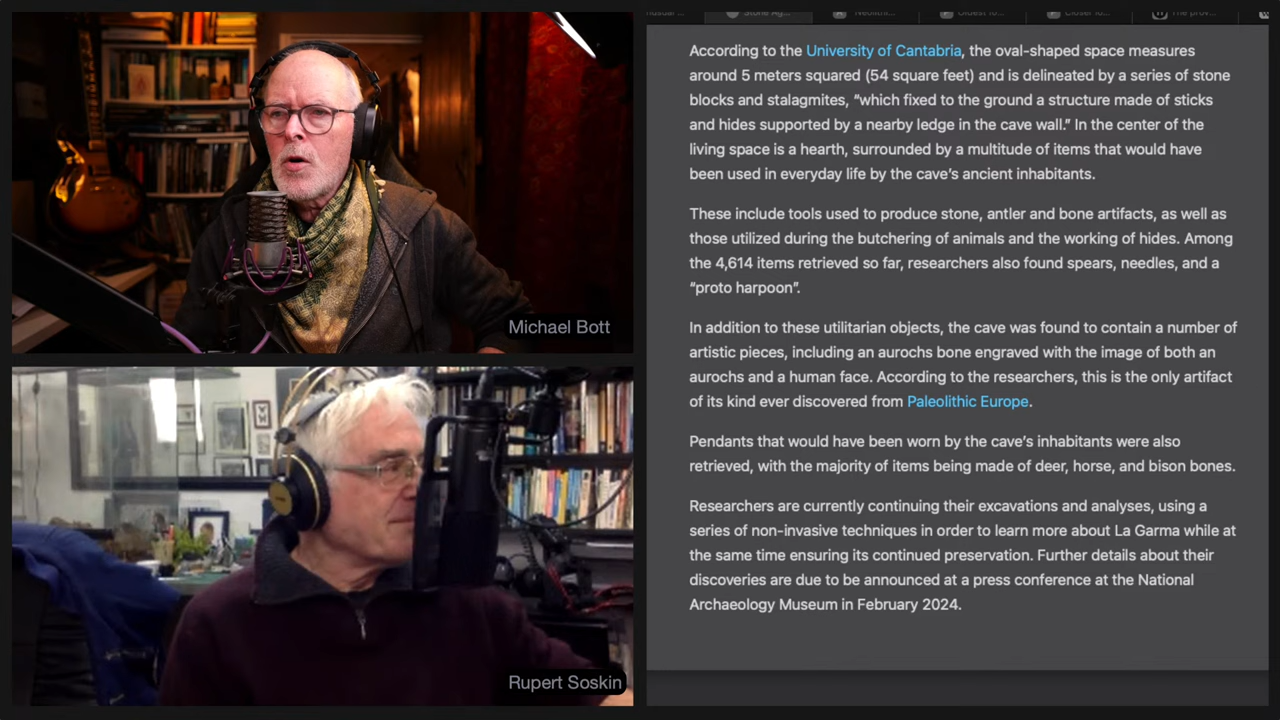 Michael Bott
Rupert Soskin
According to the University of Cantabria, the oval-shaped space measures
around 5 meters squared (54 square feet) and is delineated by a series of stone
blocks and stalagmites, “which fixed to the ground a structure made of sticks
and hides supported by a nearby ledge in the cave wall.” In the center of the
living space is a hearth, surrounded by a multitude of items that would have
been used in everyday life by the cave’s ancient inhabitants.
These include tools used to produce stone, antler and bone artifacts, as well as
those utilized during the butchering of animals and the working of hides. Among
the 4,614 items retrieved so far, researchers also found spears, needles, and a
“proto harpoon”.
In addition to these utilitarian objects, the cave was found to contain a number of
artistic pieces, including an aurochs bone engraved with the image of both an
aurochs and a human face. According to the researchers, this is the only artifact
of its kind ever discovered from Paleolithic Europe.
Pendants that would have been worn by the cave’s inhabitants were also
retrieved, with the majority of items being made of deer, horse, and bison bones.
Researchers are currently continuing their excavations and analyses, using a
series of non-invasive techniques in order to learn more about La Garma while at
the same time ensuring its continued preservation. Further details about their
discoveries are due to be announced at a press conference at the National
Archaeology Museum in February 2024.